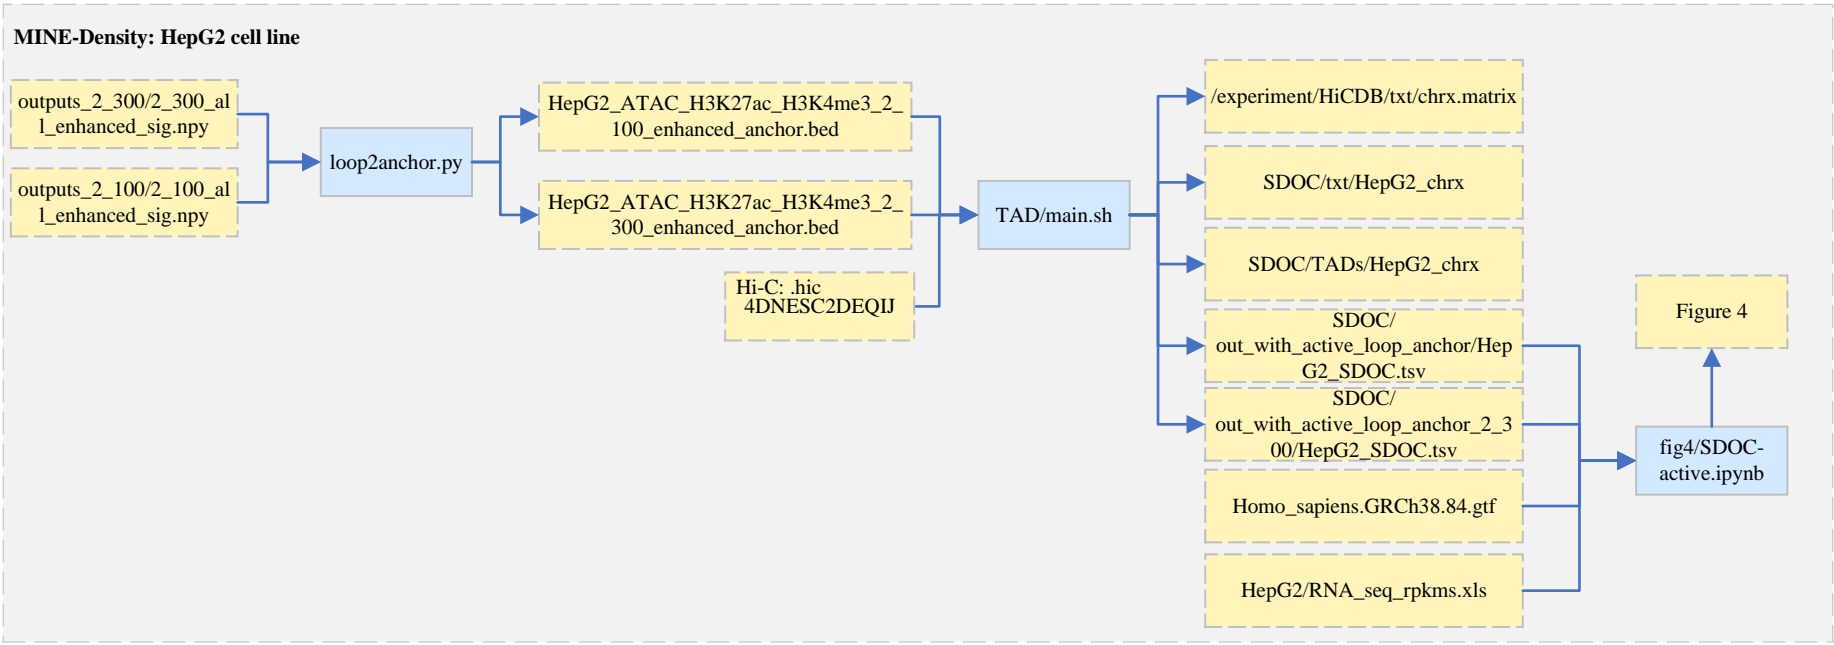 MINE-Density: HepG2 cell line
outputs_2_300/2_300_al
l_enhanced_sig.npy
outputs_2_100/2_100_al
l_enhanced_sig.npy
loop2anchor.py
HepG2_ATAC_H3K27ac_H3K4me3_2_
100_enhanced_anchor.bed
HepG2_ATAC_H3K27ac_H3K4me3_2_
300_enhanced_anchor.bed
Hi-C: .hic
4DNESC2DEQIJ
TAD/main.sh
/experiment/HiCDB/txt/chrx.matrix
SDOC/txt/HepG2_chrx
SDOC/TADs/HepG2_chrx
SDOC/
out_with_active_loop_anchor/Hep
G2_SDOC.tsv
SDOC/
out_with_active_loop_anchor_2_3
00/HepG2_SDOC.tsv
Homo_sapiens.GRCh38.84.gtf
HepG2/RNA_seq_rpkms.xls
Figure 4
fig4/SDOC-
active.ipynb